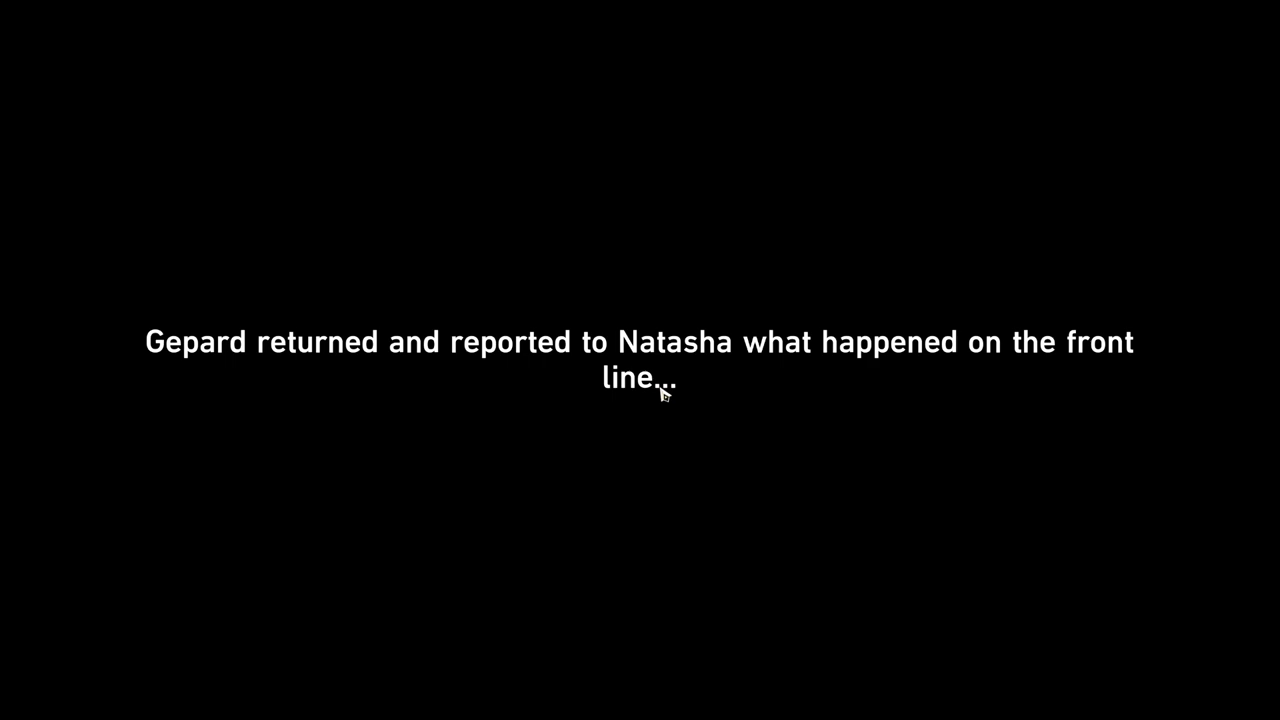 Gepard returned and reported to Natasha what happened on the front
line...